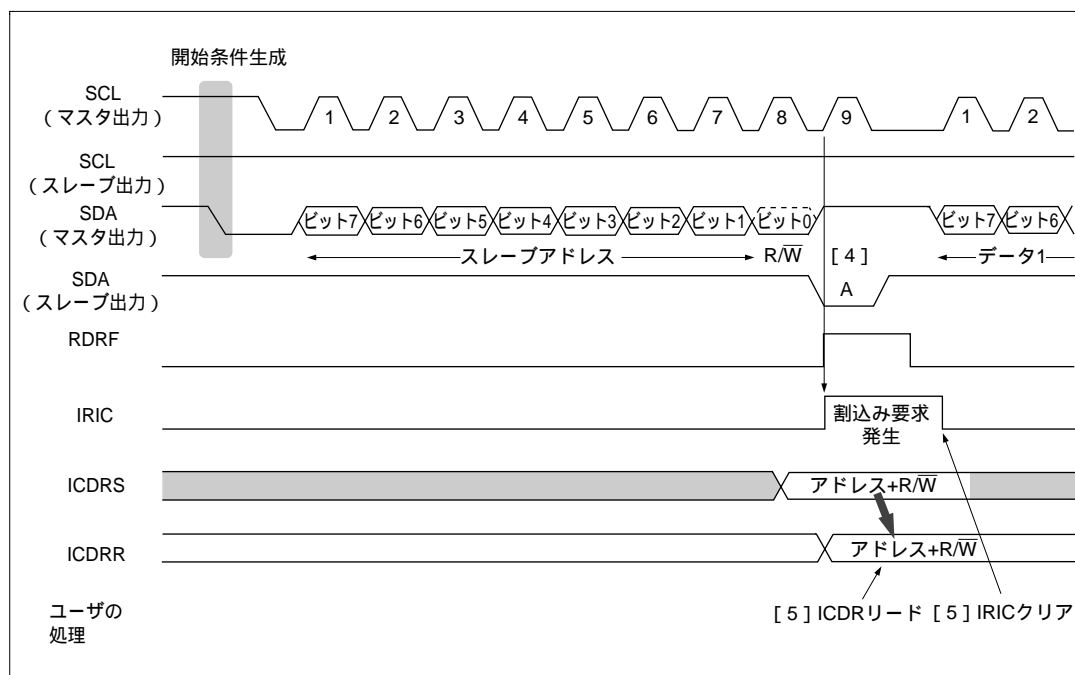 開始条件生成
SCL
（マスタ出力）
1 2 3 4 5 6 7 8 9 1 2
SCL
（スレーブ出力）
SDA
（マスタ出力）
ビット7 ビット6 ビット5 ビット4 ビット3 ビット2 ビット1 ビット0 ビット7 ビット6
スレーブアドレス R/W̅ [４] データ1
SDA
（スレーブ出力）
A
RDRF
IRIC
割込み要求
発生
ICDRS
アドレス+R/W̅
ICDRR
アドレス+R/W̅
ユーザの
処理
[５] ICDRリード [５] IRICクリア